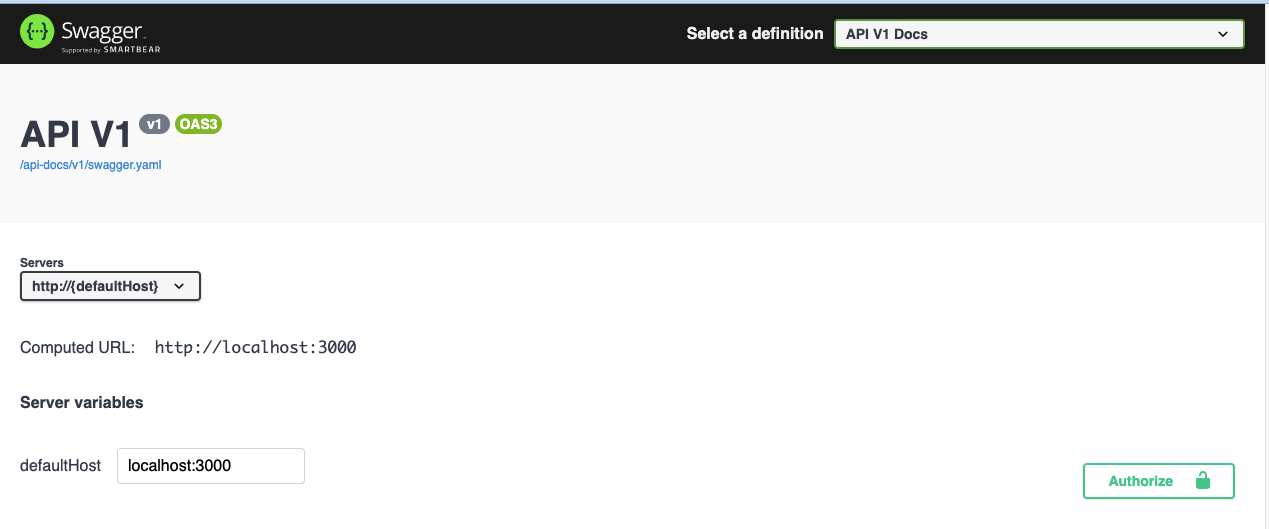 {···} Swagger
Supported by SMARTBEAR
Select a definition
API V1 Docs
API V1 v1 OAS3
/api-docs/v1/swagger.yaml
Servers
http://{defaultHost}
Computed URL: http://localhost:3000
Server variables
defaultHost localhost:3000
Authorize